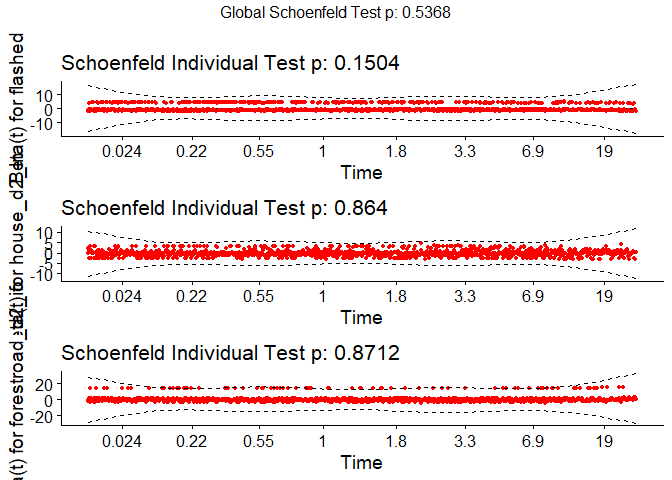 Global Schoenfeld Test p: 0.5368
Schoenfeld Individual Test p: 0.1504
10
0
-10
0.024 0.22 0.55 1 1.8 3.3 6.9 19
Time
for flashed
Schoenfeld Individual Test p: 0.864
10
5
0
-5
-10
0.024 0.22 0.55 1 1.8 3.3 6.9 19
Time
for house_d2
Schoenfeld Individual Test p: 0.8712
20
0
-20
0.024 0.22 0.55 1 1.8 3.3 6.9 19
Time
(t) for forestroad_d2